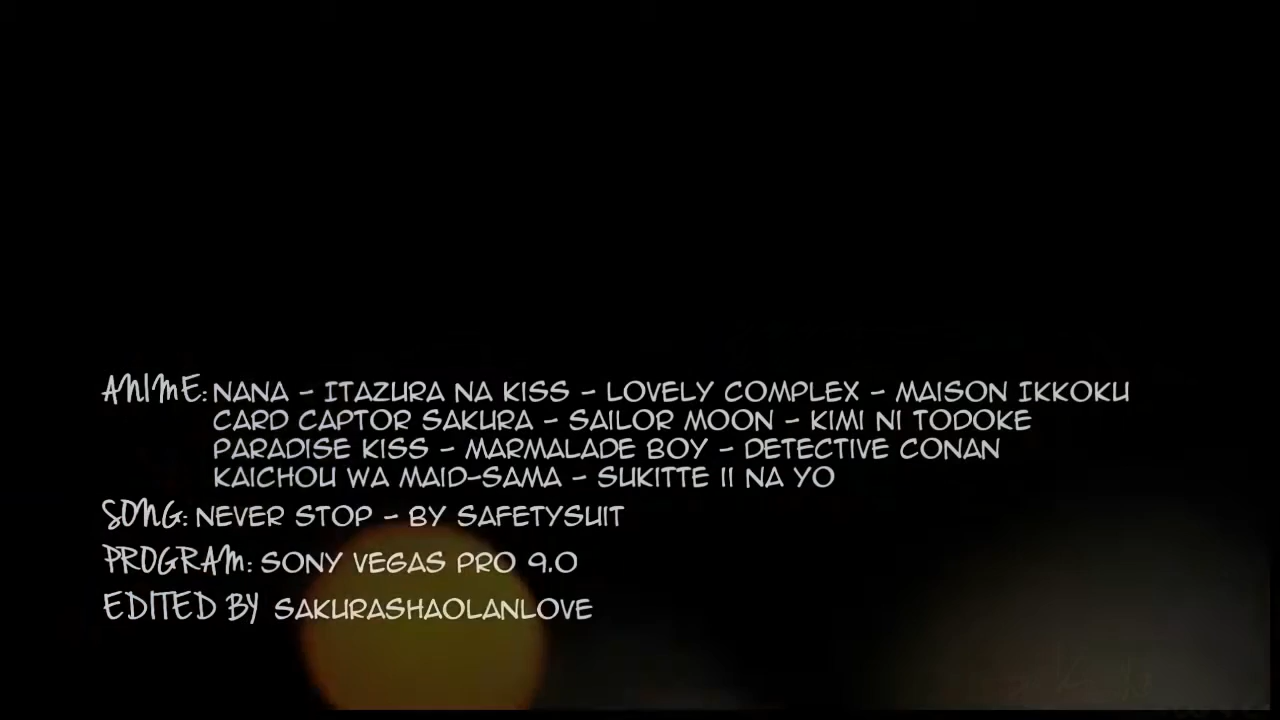 ANIME: NANA - ITAZURA NA KISS - LOVELY COMPLEX - MAISON IKKOKU
CARD CAPTOR SAKURA - SAILOR MOON - KIMI NI TODOKE
PARADISE KISS - MARMALADE BOY - DETECTIVE CONAN
KAICHOU WA MAID-SAMA - SUKITTE II NA YO
SONG: NEVER STOP - BY SAFETYSUIT
PROGRAM: SONY VEGAS PRO 9.0
EDITED BY SAKURASHAOLANLOVE